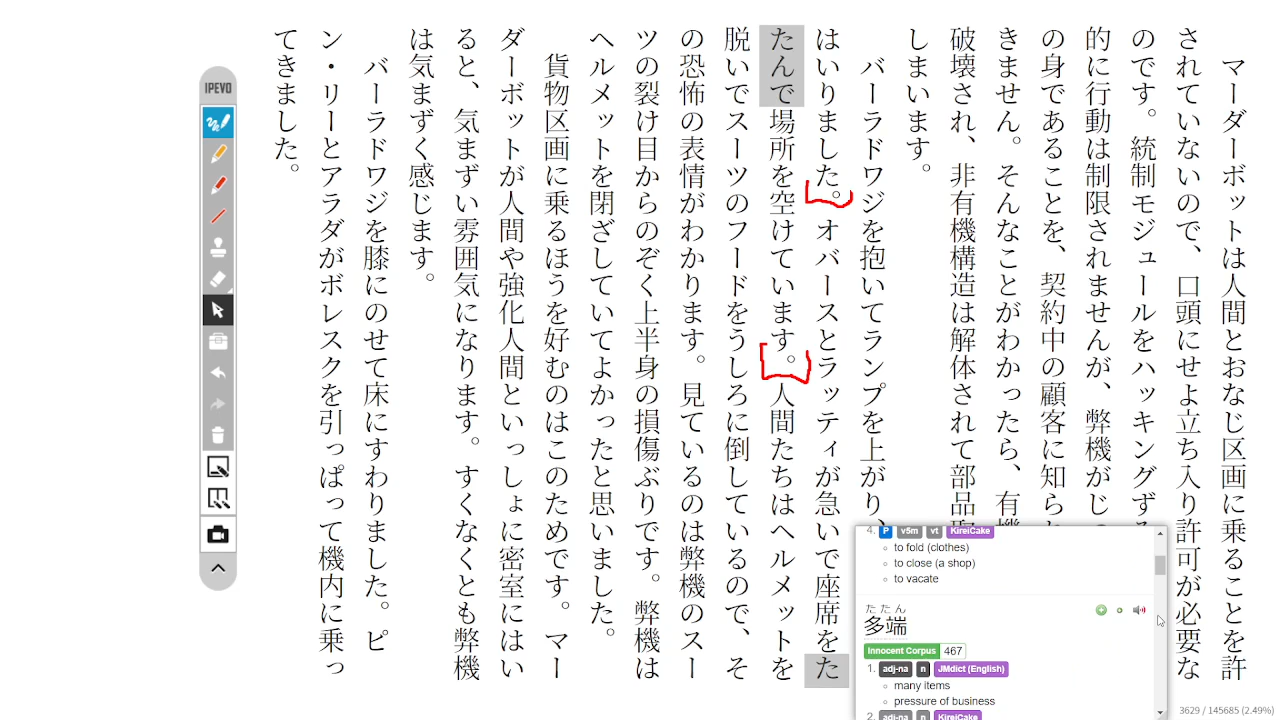 マーダーボットは人間とおなじ区画に乗ることを許
されていないので、口頭にせよ立ち入り許可が必要な
のです。統制モジュールをハッキングず
的に行動は制限されませんが、弊機がじ
の身であることを、契約中の顧客に知ら
きません。そんなことがわかったら、有機
破壊され、非有機構造は解体されて部品取
しまいます。
バーラドワジを抱いてランプを上がり、
はいりました。オバースとラッティが急いで座席をた
たんで場所を空けています。人間たちはヘルメットを
脱いでスーツのフードをうしろに倒しているので、そ
の恐怖の表情がわかります。見ているのは弊機のスー
ツの裂け目からのぞく上半身の損傷ぶりです。弊機は
ヘルメットを閉ざしていてよかったと思いました。
貨物区画に乗るほうを好むのはこのためです。マー
ダーボットが人間や強化人間といっしょに密室にはい
ると、気まずい雰囲気になります。すくなくとも弊機
は気まずく感じます。
バーラドワジを膝にのせて床にすわりました。ピ
ン・リーとアラダがボレスクを引っぱって機内に乗っ
てきました。
IPEVO
4. P v5m vt KireiCake
to fold (clothes)
to close (a shop)
to vacate
たたん
多端
Innocent Corpus 467
1. adj-na n JMdict (English)
many items
pressure of business
2. adj-na n KireiCake
3629 / 145685 (2.49%)